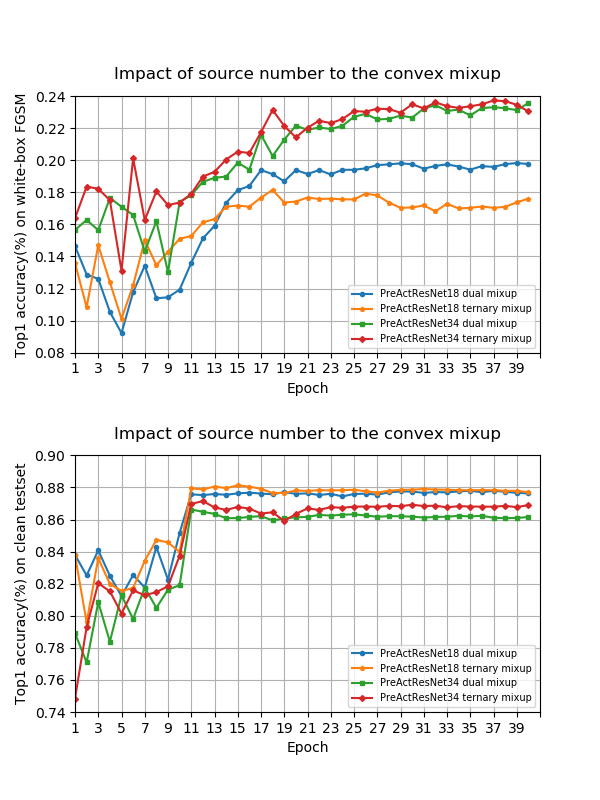 Impact of source number to the convex mixup
Top1 accuracy(%) on white-box FGSM
0.24
0.22
0.20
0.18
0.16
0.14
0.12
0.10
0.08
PreActResNet18 dual mixup
PreActResNet18 ternary mixup
PreActResNet34 dual mixup
PreActResNet34 ternary mixup
1 3 5 7 9 11 13 15 17 19 21 23 25 27 29 31 33 35 37 39
Epoch
Impact of source number to the convex mixup
Top1 accuracy(%) on clean testset
0.90
0.88
0.86
0.84
0.82
0.80
0.78
0.76
0.74
PreActResNet18 dual mixup
PreActResNet18 ternary mixup
PreActResNet34 dual mixup
PreActResNet34 ternary mixup
1 3 5 7 9 11 13 15 17 19 21 23 25 27 29 31 33 35 37 39
Epoch